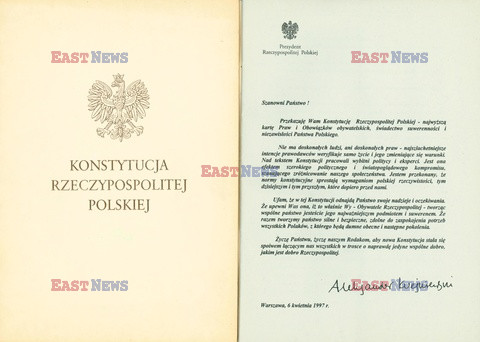 KONSTYTUCJA
RZECZYPOSPOLITEJ
POLSKIEJ
Prezydent
Rzeczypospolitej Polskiej
Szanowni Państwo !
Przekazuję Wam Konstytucję Rzeczypospolitej Polskiej - najwyższą
kartę Praw i Obowiązków obywatelskich, świadectwo suwerenności i
niezawisłości Państwa Polskiego.
Nie ma doskonałych ludzi, ani doskonałych praw - najszlachetniejsze
intencje prawodawców weryfikuje samo życie i jego zmieniające się warunki.
Nad tekstem Konstytucji pracowali wybitni politycy i eksperci. Jest ona
efektem szerokiego politycznego i światopoglądowego kompromisu,
zróżnicowanie naszego społeczeństwa. Jestem przekonany, że
normy konstytucyjne sprostają wymaganiom polskiej rzeczywistości, tym
dzisiejszym i tym przyszłym, które dopiero przed nami.
Ufam, że w tej Konstytucji odnajdą Państwo swoje nadzieje i oczekiwania.
Że upewni Was ona, iż to właśnie Wy - Obywatele Rzeczypospolitej - tworząc
wspólne państwo jesteście jego najważniejszym podmiotem i suwerenem. Że
razem tworzymy państwo silne i bezpieczne, zdolne do zaspokojenia potrzeb
wszystkich Polaków, z którego będą dumne obecne i następne pokolenia.
Życzę Państwu, życzę naszym Rodakom, aby nowa Konstytucja stała się
spoiwem łączącym nas wszystkich w trosce o naprawdę jedyne wspólne dobro,
jakim jest dobro Rzeczypospolitej.
Aleksander Kwaśniewski
Warszawa, 6 kwietnia 1997 r.
EAST NEWS
EAST NEWS
EAST NEWS
EAST NEWS
EAST NEWS